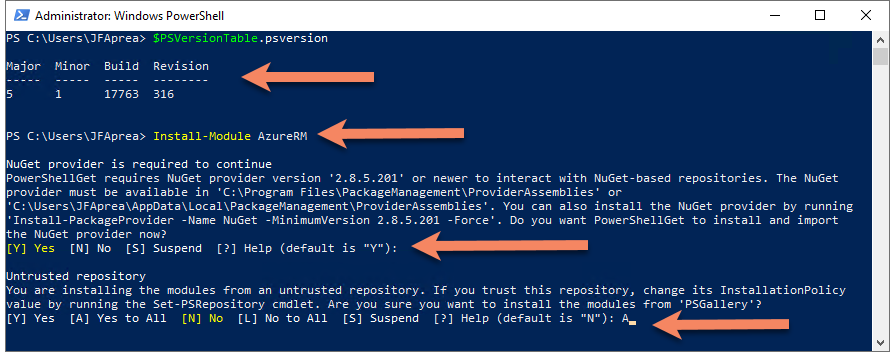 Administrator: Windows PowerShell
PS C:\Users\JFAprea> $PSVersionTable.psversion
Major  Minor  Build  Revision
-----  -----  -----  --------
5      1      17763  316
PS C:\Users\JFAprea> Install-Module AzureRM
NuGet provider is required to continue
PowerShellGet requires NuGet provider version '2.8.5.201' or newer to interact with NuGet-based repositories. The NuGet
provider must be available in 'C:\Program Files\PackageManagement\ProviderAssemblies' or
'C:\Users\JFAprea\AppData\Local\PackageManagement\ProviderAssemblies'. You can also install the NuGet provider by running
'Install-PackageProvider -Name NuGet -MinimumVersion 2.8.5.201 -Force'. Do you want PowerShellGet to install and import
the NuGet provider now?
[Y] Yes  [N] No  [S] Suspend  [?] Help (default is "Y"):
Untrusted repository
You are installing the modules from an untrusted repository. If you trust this repository, change its InstallationPolicy
value by running the Set-PSRepository cmdlet. Are you sure you want to install the modules from 'PSGallery'?
[Y] Yes  [A] Yes to All  [N] No  [L] No to All  [S] Suspend  [?] Help (default is "N"): A